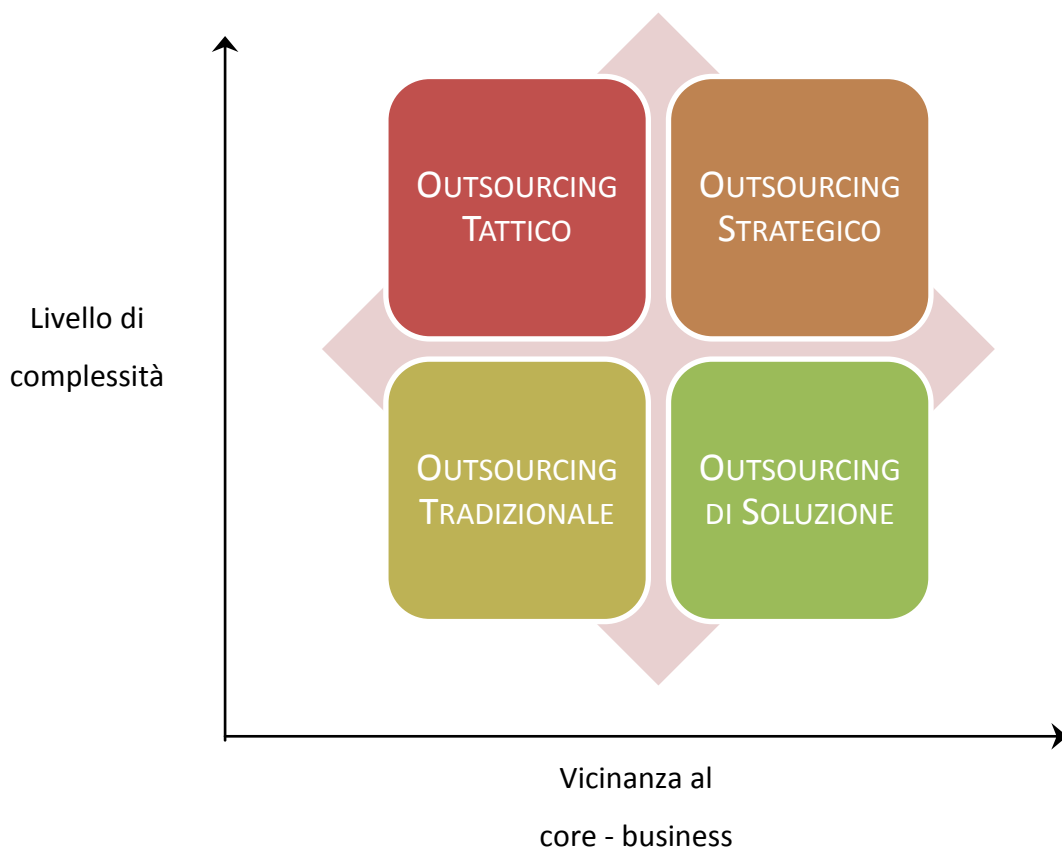 OUTSOURCING
TATTICO
OUTSOURCING
STRATEGICO
Livello di
complessità
OUTSOURCING
TRADIZIONALE
OUTSOURCING
DI SOLUZIONE
Vicinanza al
core - business